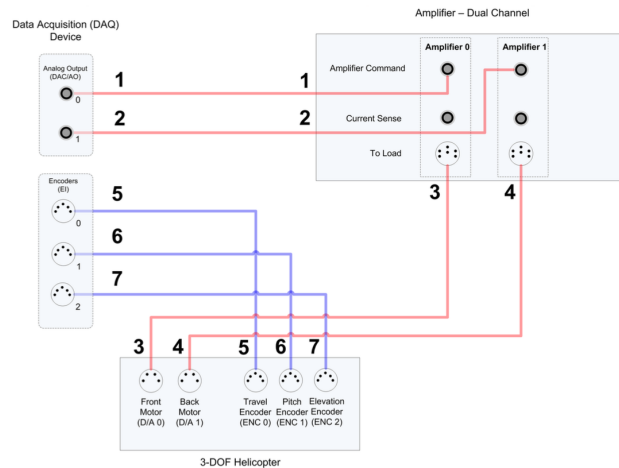 Amplifier – Dual Channel
Data Acquisition (DAQ)
Device
Amplifier 0
Amplifier 1
Analog Output
(DAC/AO)
0
1
1
1
Amplifier Command
2
2
Current Sense
To Load
3
4
Encoders
(EI)
0
1
2
5
6
7
3
4
5
6
7
Front
Motor
(D/A 0)
Back
Motor
(D/A 1)
Travel
Encoder
(ENC 0)
Pitch
Encoder
(ENC 1)
Elevation
Encoder
(ENC 2)
3-DOF Helicopter